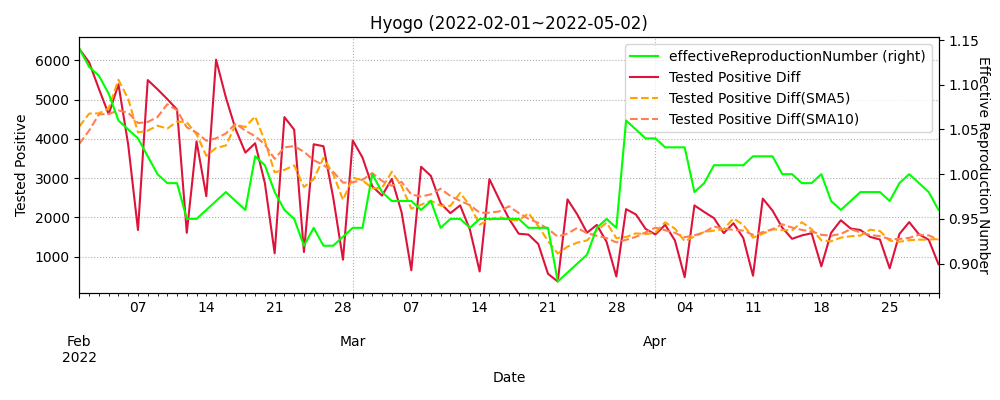 Hyogo (2022-02-01~2022-05-02)
effectiveReproductionNumber (right)
Tested Positive Diff
Tested Positive Diff(SMA5)
Tested Positive Diff(SMA10)
Tested Positive
6000
5000
4000
3000
2000
1000
1.15
1.10
1.05
1.00
0.95
0.90
Effective Reproduction Number
07 14 21 28 07 14 21 28 04 11 18 25
Feb Mar Apr
2022
Date